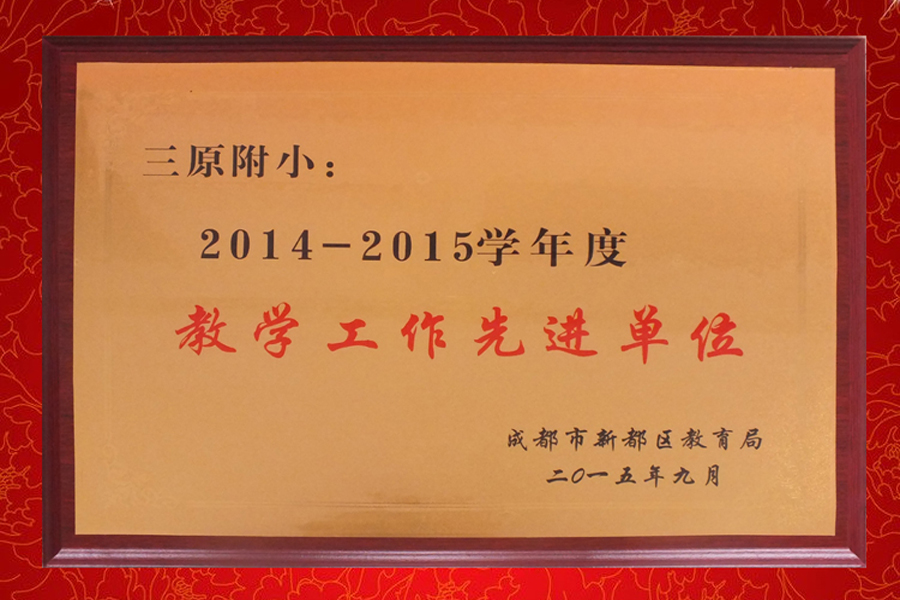 三原附小：
2014-2015学年度
教学工作先进单位
成都市新都区教育局
二〇一五年九月